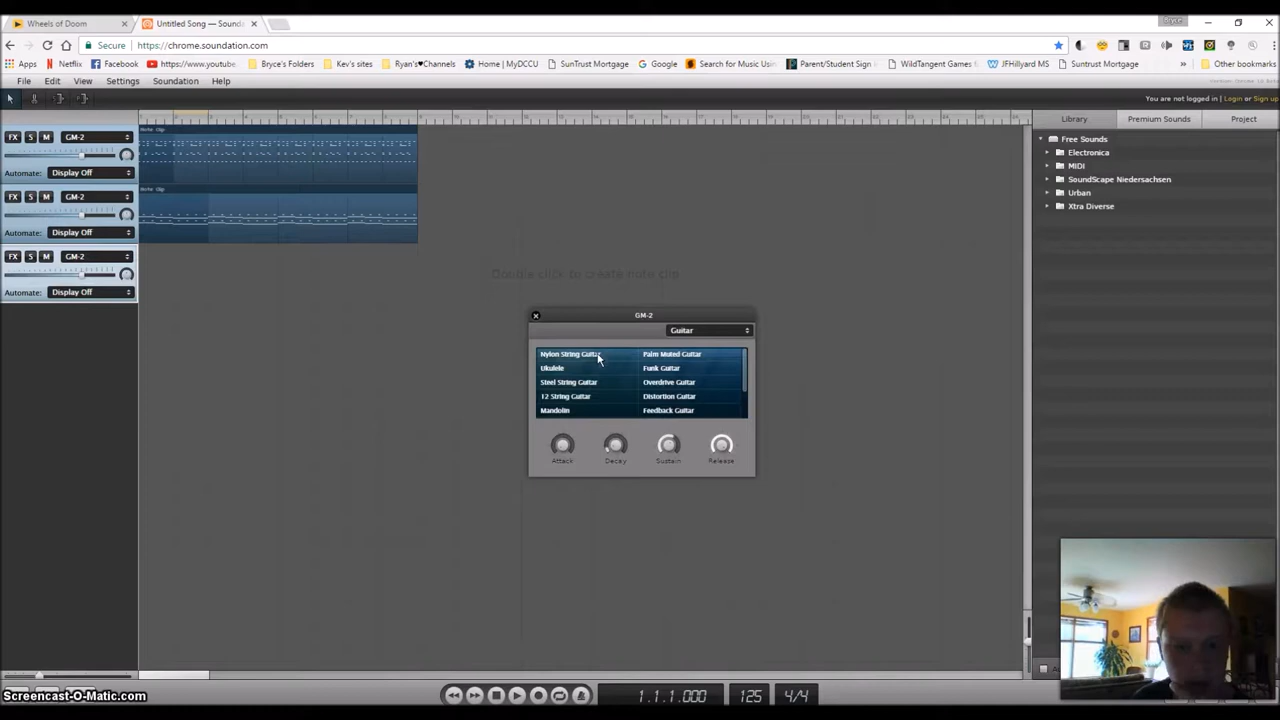 Wheels of Doom
Untitled Song — Sound
Bryce
Secure
https://chrome.soundation.com
Apps
Netflix
Facebook
https://www.youtube.
Bryce's Folders
Kev's sites
Ryan's♥Channels
Home | MyDCCU
SunTrust Mortgage
Google
Search for Music Usin
Parent/Student Sign I
WildTangent Games f
JFHillyard MS
Suntrust Mortgage
»
Other bookmarks
File
Edit
View
Settings
Soundation
Help
You are not logged in | Login or Sign up
Library
Premium Sounds
Project
FX
S
M
GM-2
Note Clip
Automate:
Display Off
FX
S
M
GM-2
Note Clip
Automate:
Display Off
FX
S
M
GM-2
Automate:
Display Off
Double click to create note clip
Free Sounds
Electronica
MIDI
SoundScape Niedersachsen
Urban
Xtra Diverse
GM-2
Guitar
Nylon String Guitar
Palm Muted Guitar
Ukulele
Funk Guitar
Steel String Guitar
Overdrive Guitar
12 String Guitar
Distortion Guitar
Mandolin
Feedback Guitar
Attack
Decay
Sustain
Release
1.1.1.000
125
4/4
Screencast-O-Matic.com